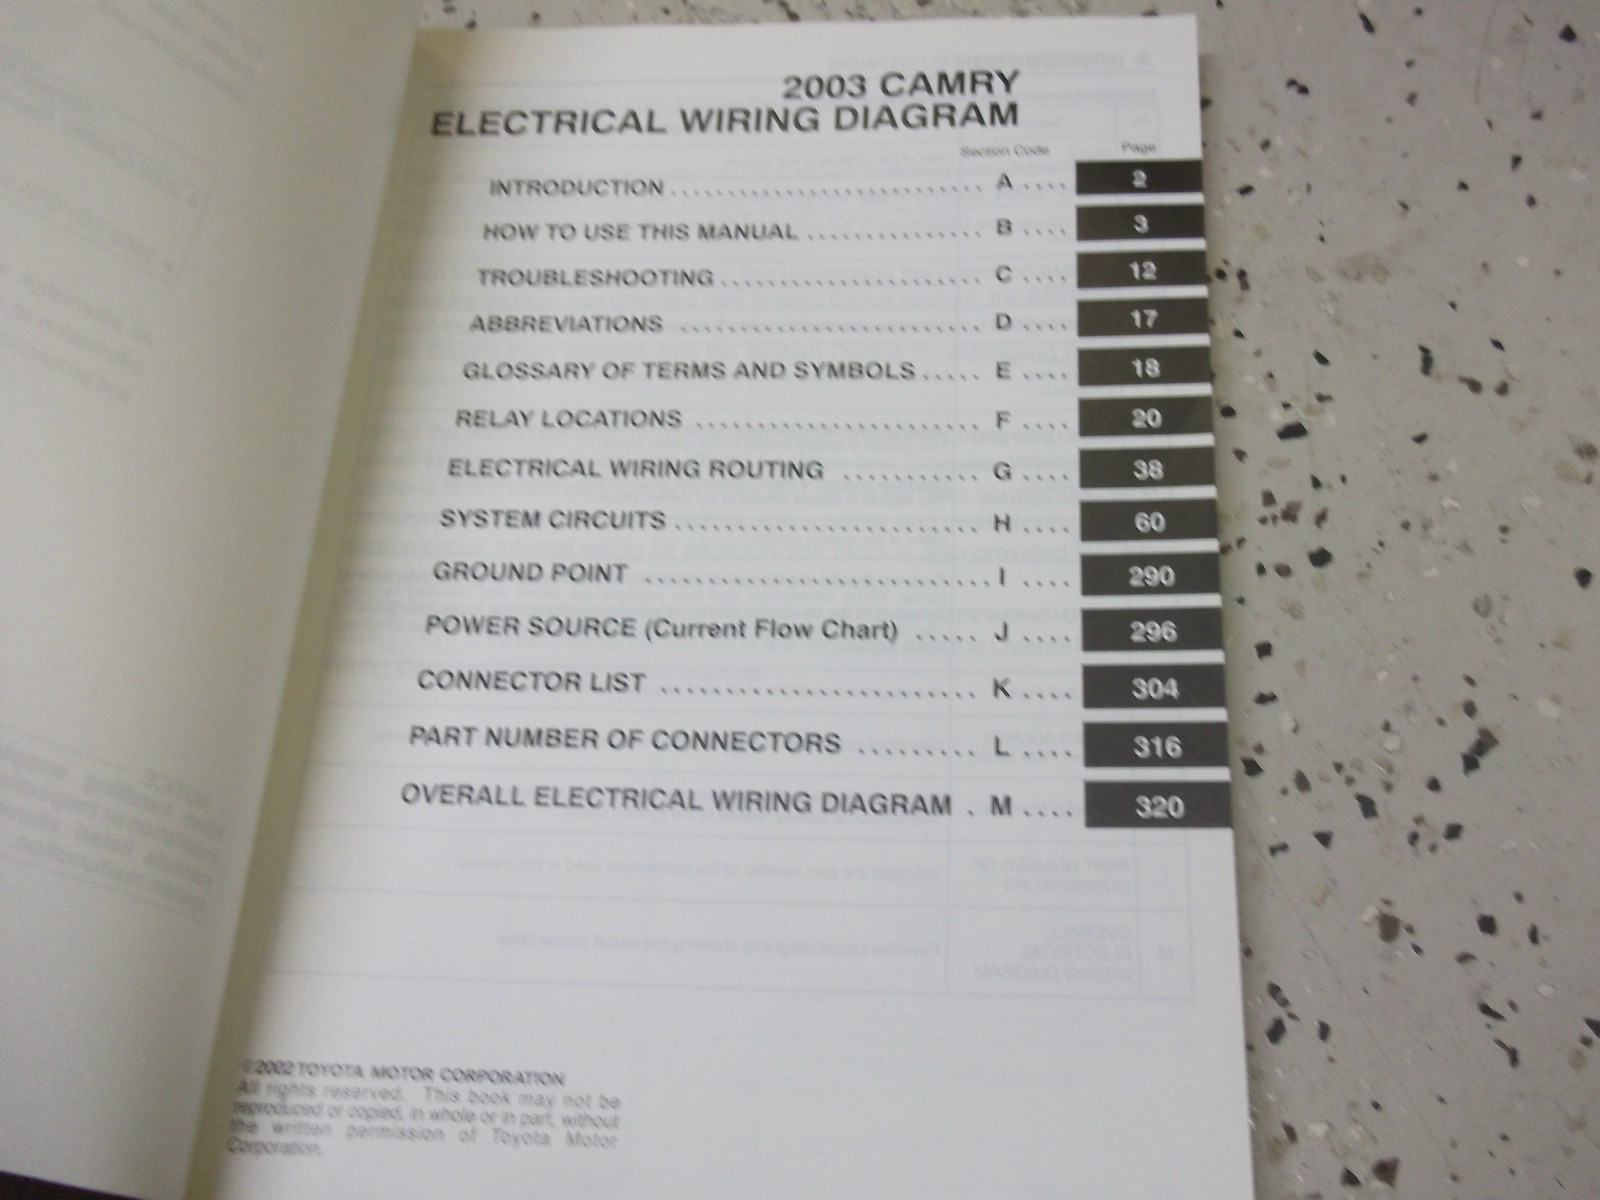 2003 CAMRY
ELECTRICAL WIRING DIAGRAM
Section Code Page
INTRODUCTION ............................ A .... 2
HOW TO USE THIS MANUAL ............... B .... 3
TROUBLESHOOTING ....................... C .... 12
ABBREVIATIONS .......................... D .... 17
GLOSSARY OF TERMS AND SYMBOLS ..... E .... 18
RELAY LOCATIONS ....................... F .... 20
ELECTRICAL WIRING ROUTING ........... G .... 38
SYSTEM CIRCUITS ........................ H .... 60
GROUND POINT ............................ I .... 290
POWER SOURCE (Current Flow Chart) ..... J .... 296
CONNECTOR LIST ......................... K .... 304
PART NUMBER OF CONNECTORS ......... L .... 316
OVERALL ELECTRICAL WIRING DIAGRAM . M .... 320
©2002 TOYOTA MOTOR CORPORATION
All rights reserved. This book may not be
reproduced or copied, in whole or in part, without
the written permission of Toyota Motor
Corporation.